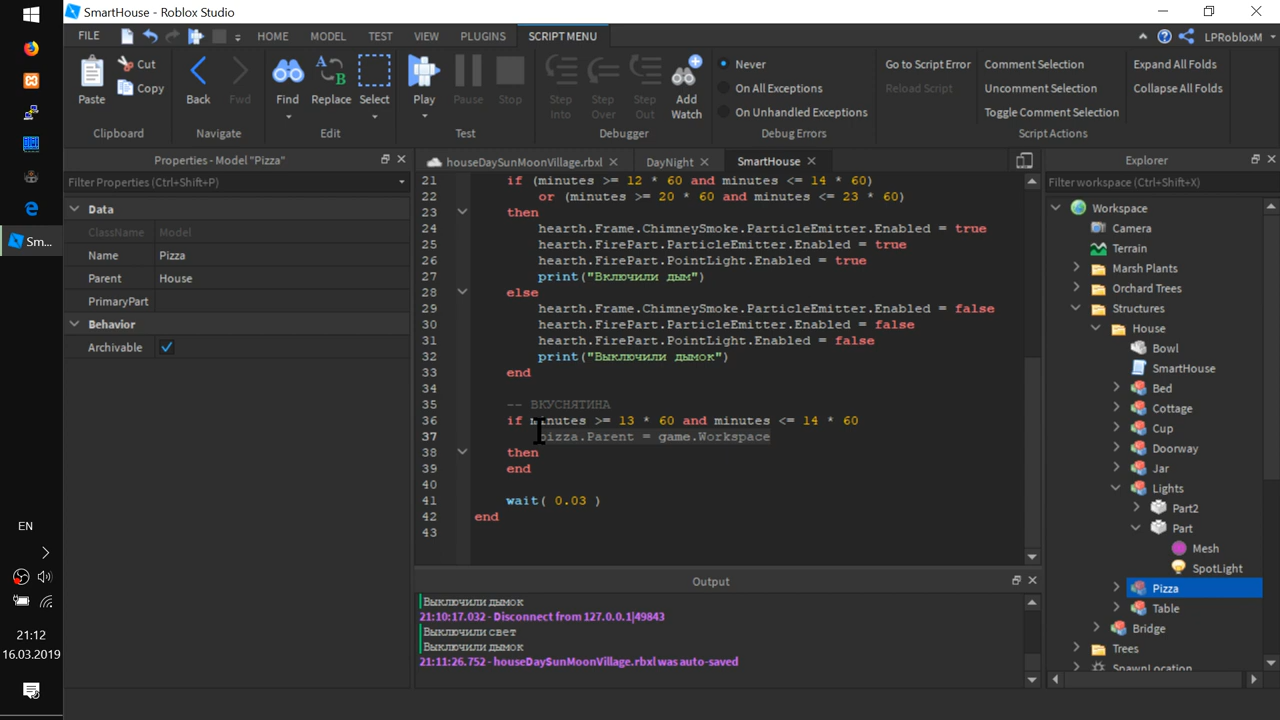 SmartHouse - Roblox Studio
FILE HOME MODEL TEST VIEW PLUGINS SCRIPT MENU LPRobloxM
Paste Cut Copy Back Fwd Find Replace Select Play Pause Stop Step Into Step Over Step Out Add Watch
Never
On All Exceptions
On Unhandled Exceptions
Go to Script Error
Reload Script
Comment Selection
Uncomment Selection
Toggle Comment Selection
Expand All Folds
Collapse All Folds
Clipboard Navigate Edit Test Debugger Debug Errors Script Actions
Properties - Model "Pizza"
Filter Properties (Ctrl+Shift+P)
Data
ClassName Model
Name Pizza
Parent House
PrimaryPart
Behavior
Archivable
houseDaySunMoonVillage.rbxl DayNight SmartHouse
21 if (minutes >= 12 * 60 and minutes <= 14 * 60)
22 or (minutes >= 20 * 60 and minutes <= 23 * 60)
23 then
24 hearth.Frame.ChimneySmoke.ParticleEmitter.Enabled = true
25 hearth.FirePart.ParticleEmitter.Enabled = true
26 hearth.FirePart.PointLight.Enabled = true
27 print("Включили дым")
28 else
29 hearth.Frame.ChimneySmoke.ParticleEmitter.Enabled = false
30 hearth.FirePart.ParticleEmitter.Enabled = false
31 hearth.FirePart.PointLight.Enabled = false
32 print("Выключили дымок")
33 end
34
35 -- ВКУСНЯТИНА
36 if minutes >= 13 * 60 and minutes <= 14 * 60
37 pizza.Parent = game.Workspace
38 then
39 end
40
41 wait( 0.03 )
42 end
43
Output
Выключили дымок
21:10:17.032 - Disconnect from 127.0.0.1|49843
Выключили свет
Выключили дымок
21:11:26.752 - houseDaySunMoonVillage.rbxl was auto-saved
Explorer
Filter workspace (Ctrl+Shift+X)
Workspace
Camera
Terrain
Marsh Plants
Orchard Trees
Structures
House
Bowl
SmartHouse
Bed
Cottage
Cup
Doorway
Jar
Lights
Part2
Part
Mesh
SpotLight
Pizza
Table
Bridge
Trees
SpawnLocation
Sm...
EN
21:12
16.03.2019